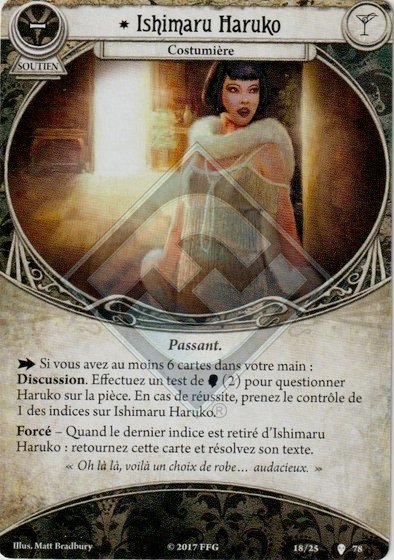 Ishimaru Haruko
Costumière
SOUTIEN
Passant.
Si vous avez au moins 6 cartes dans votre main :
Discussion. Effectuez un test de (2) pour questionner
Haruko sur la pièce. En cas de réussite, prenez le contrôle de
1 des indices sur Ishimaru Haruko.
Forcé – Quand le dernier indice est retiré d'Ishimaru
Haruko : retournez cette carte et résolvez son texte.
« Oh là là, voilà un choix de robe… audacieux. »
Illus. Matt Bradbury
© 2017 FFG
18/25
78